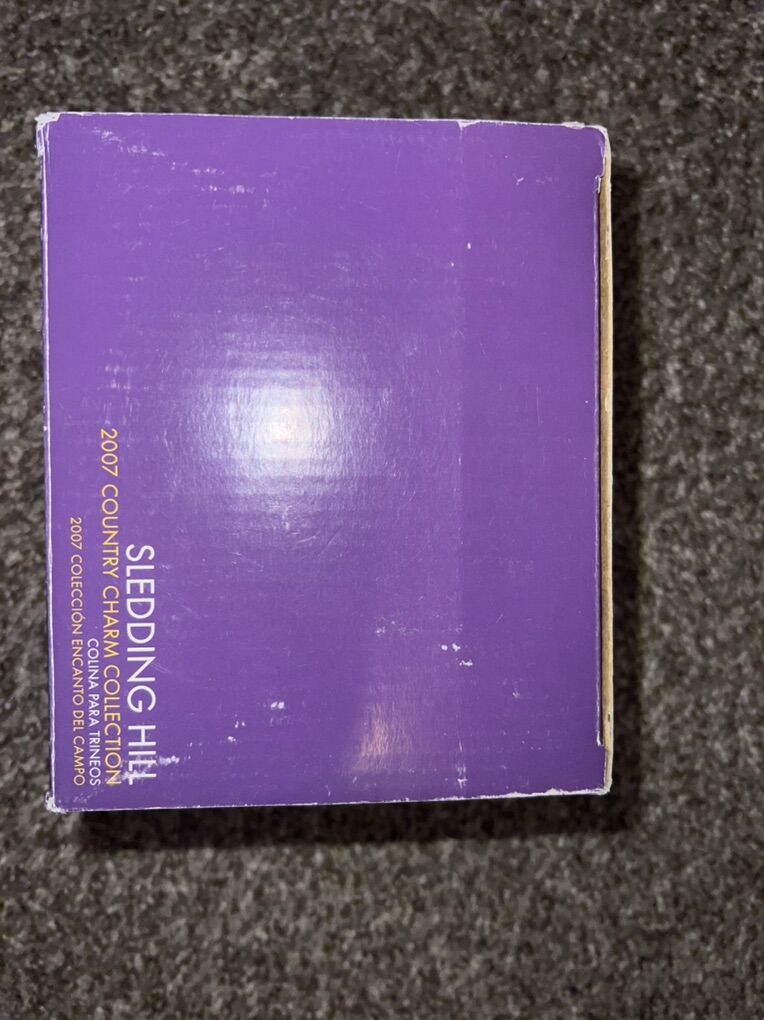 SLEDDING HILL
2007 COUNTRY CHARM COLLECTION
COLINA PARA TRINEOS
2007 COLECCIÓN ENCANTO DEL CAMPO